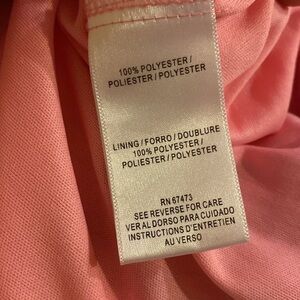 100% POLYESTER /
POLIESTER / POLYESTER
LINING / FORRO / DOUBLURE
100% POLYESTER /
POLIESTER / POLYESTER
RN 67473
SEE REVERSE FOR CARE
VER AL DORSO PARA CUIDADO
INSTRUCTIONS D'ENTRETIEN
AU VERSO